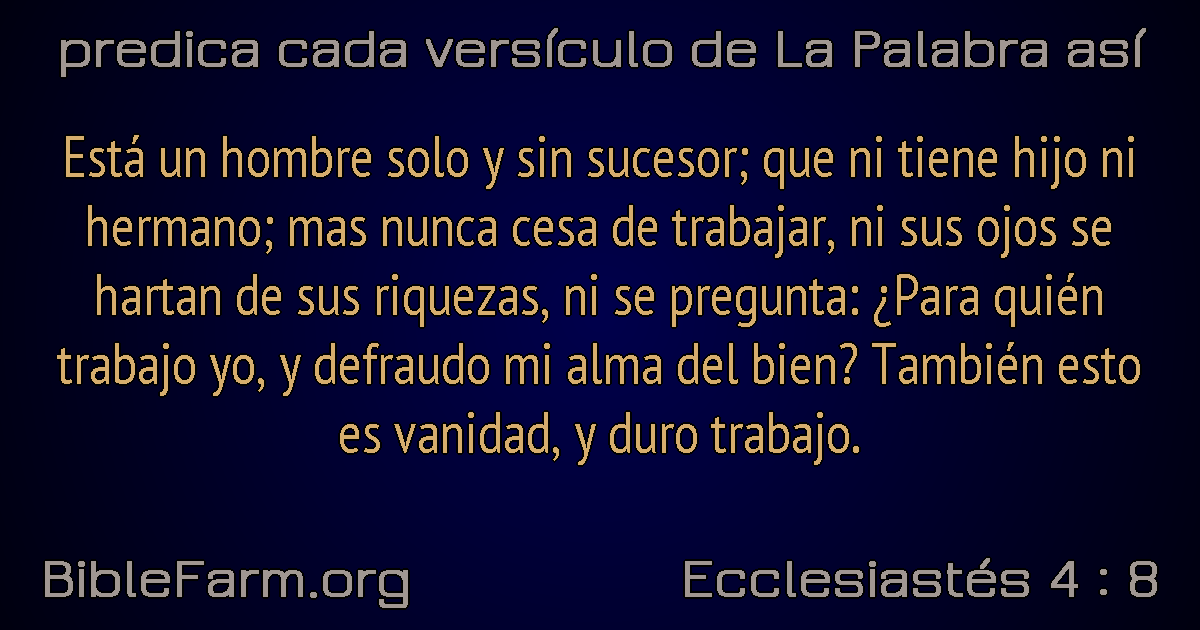 predica cada versículo de La Palabra así
Está un hombre solo y sin sucesor; que ni tiene hijo ni
hermano; mas nunca cesa de trabajar, ni sus ojos se
hartan de sus riquezas, ni se pregunta: ¿Para quién
trabajo yo, y defraudo mi alma del bien? También esto
es vanidad, y duro trabajo.
BibleFarm.org
Ecclesiastés 4 : 8